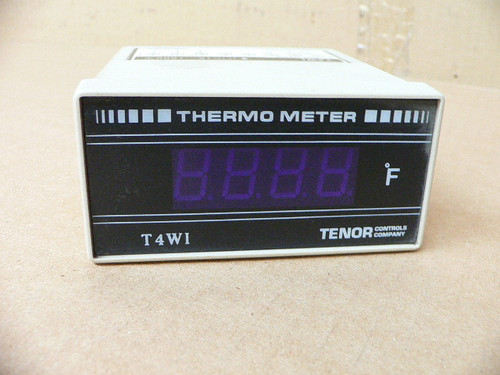 THERMO METER
°F
T4WI
TENOR CONTROLS COMPANY